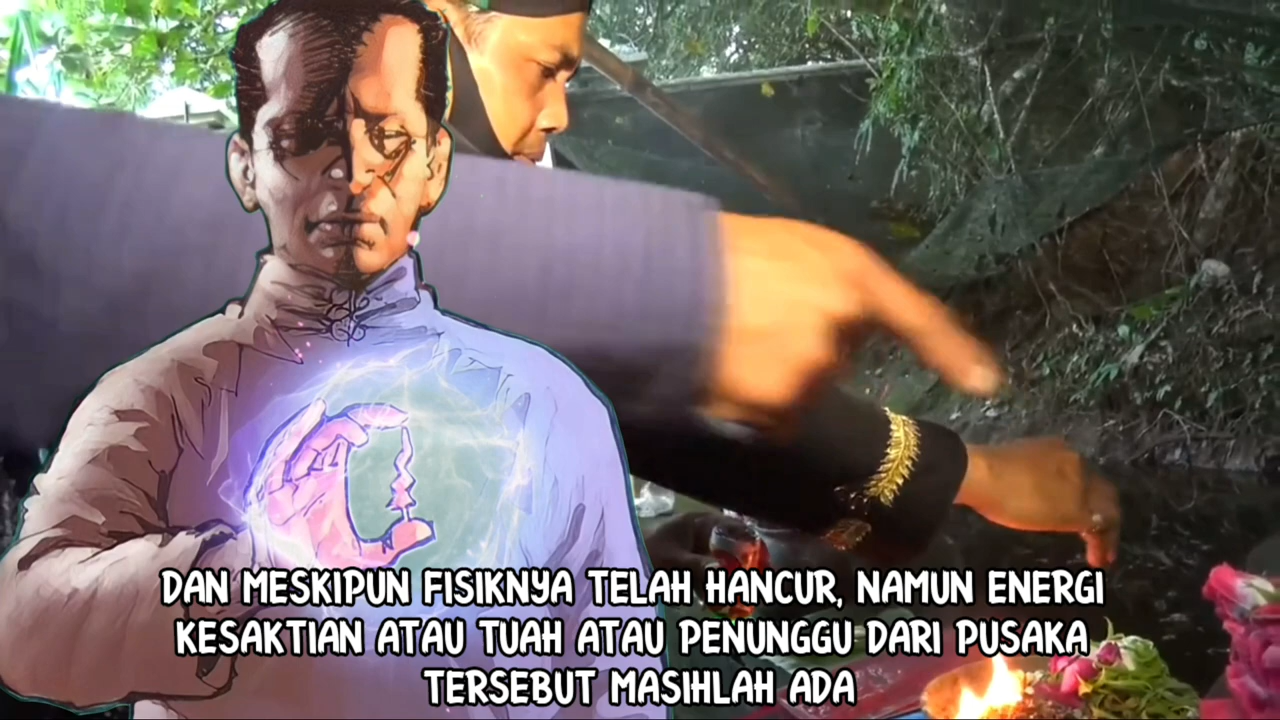 DAN MESKIPUN FISIKNYA TELAH HANCUR, NAMUN ENERGI
KESAKTIAN ATAU TUAH ATAU PENUNGGU DARI PUSAKA
TERSEBUT MASIHLAH ADA